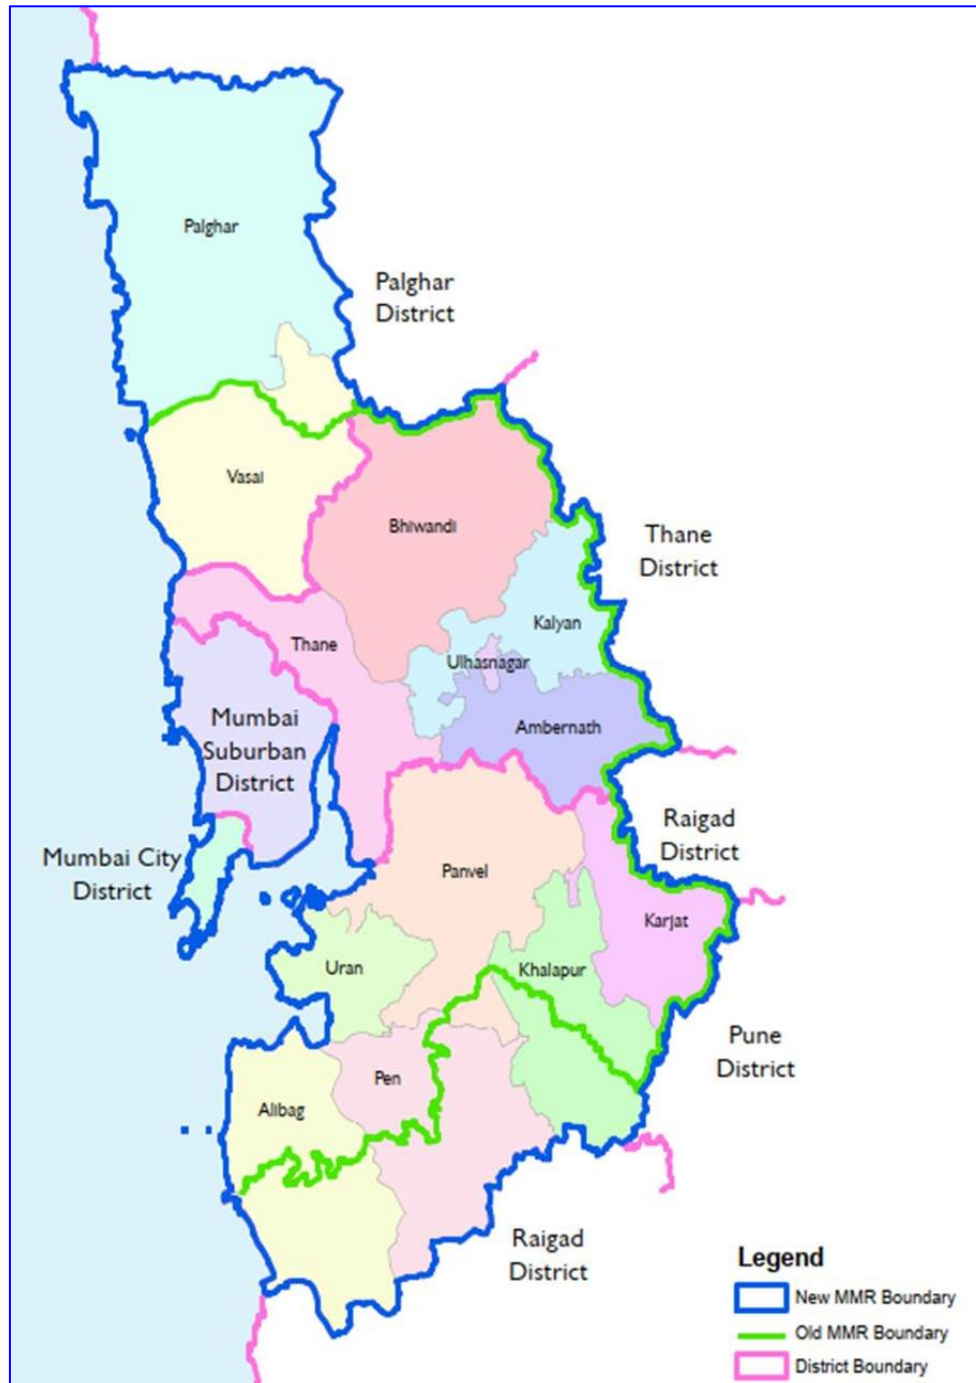 Palghar
Palghar
District
Vasai
Bhiwandi
Thane
District
Kalyan
Thane
Ulhasnagar
Mumbai
Suburban
District
Ambernath
Raigad
District
Mumbai City
District
Panvel
Karjat
Uran
Khalapur
Pune
District
Pen
Alibag
Raigad
District
Legend
New MMR Boundary
Old MMR Boundary
District Boundary